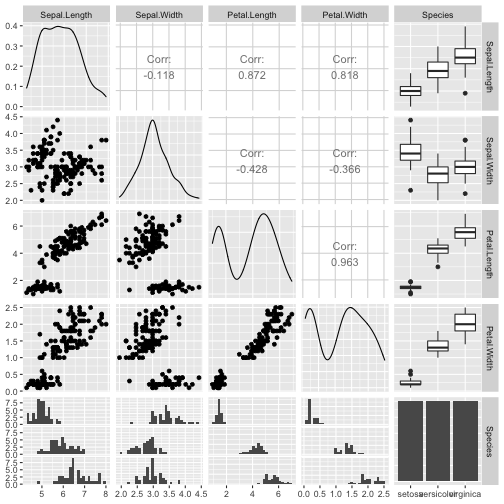 Sepal.Length Sepal.Width Petal.Length Petal.Width Species
0.4
0.3
0.2
0.1
0.0
Corr:
-0.118
Corr:
0.872
Corr:
0.818
Sepal.Length
4.5
4.0
3.5
3.0
2.5
2.0
Corr:
-0.428
Corr:
-0.366
Sepal.Width
6
4
2
Corr:
0.963
Petal.Length
2.5
2.0
1.5
1.0
0.5
0.0
Petal.Width
7.5
5.0
2.5
0.0
7.5
5.0
2.5
0.0
7.5
5.0
2.5
0.0
Species
5 6 7 8 2.0 2.5 3.0 3.5 4.0 4.5 2 4 6 0.0 0.5 1.0 1.5 2.0 2.5 setosa versicolor virginica